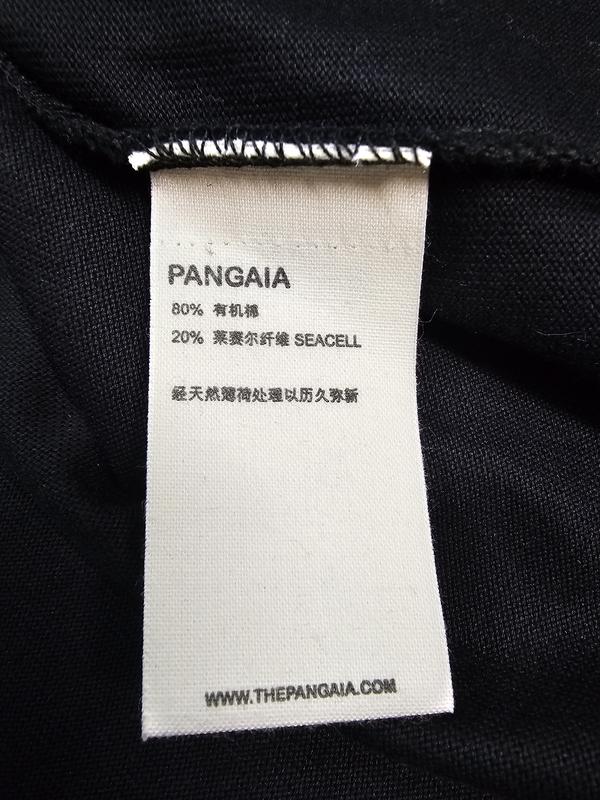 PANGAIA
80% 有机棉
20% 莱赛尔纤维 SEACELL
经天然薄荷处理以历久弥新
WWW.THEPANGAIA.COM